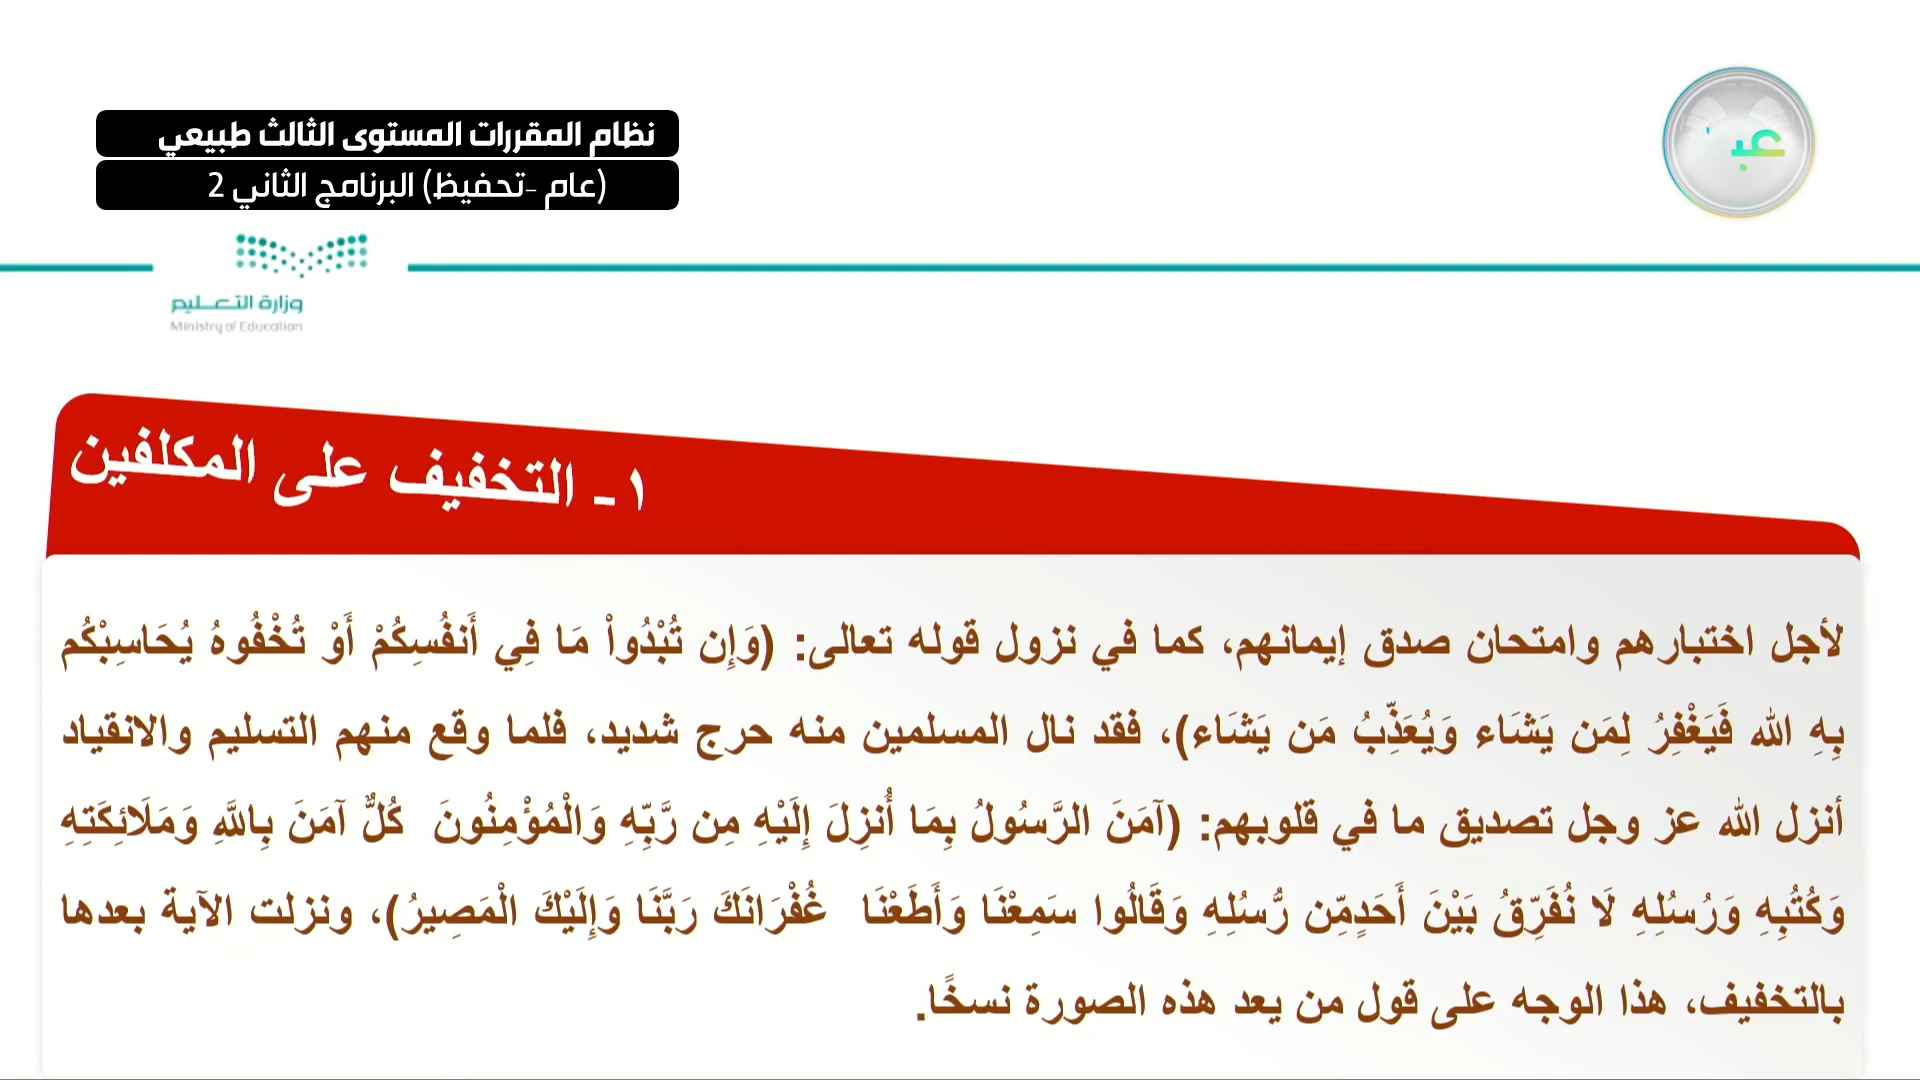 نظام المقررات المستوى الثالث طبيعي
(عام -تحفيظ) البرنامج الثاني 2
وزارة التعليم
Ministry of Education
١- التخفيف على المكلفين
لأجل اختبارهم وامتحان صدق إيمانهم، كما في نزول قوله تعالى: (وَإِن تُبْدُواْ مَا فِي أَنفُسِكُمْ أَوْ تُخْفُوهُ يُحَاسِبْكُم
بِهِ الله فَيَغْفِرُ لِمَن يَشَاء وَيُعَذِّبُ مَن يَشَاء)، فقد نال المسلمين منه حرج شديد، فلما وقع منهم التسليم والانقياد
أنزل الله عز وجل تصديق ما في قلوبهم: (آمَنَ الرَّسُولُ بِمَا أُنزِلَ إِلَيْهِ مِن رَّبِّهِ وَالْمُؤْمِنُونَ كُلٌّ آمَنَ بِاللَّهِ وَمَلَائِكَتِهِ
وَكُتُبِهِ وَرُسُلِهِ لَا نُفَرِّقُ بَيْنَ أَحَدٍمِّن رُّسُلِهِ وَقَالُوا سَمِعْنَا وَأَطَعْنَا غُفْرَانَكَ رَبَّنَا وَإِلَيْكَ الْمَصِيرُ)، ونزلت الآية بعدها
بالتخفيف، هذا الوجه على قول من يعد هذه الصورة نسخًا.